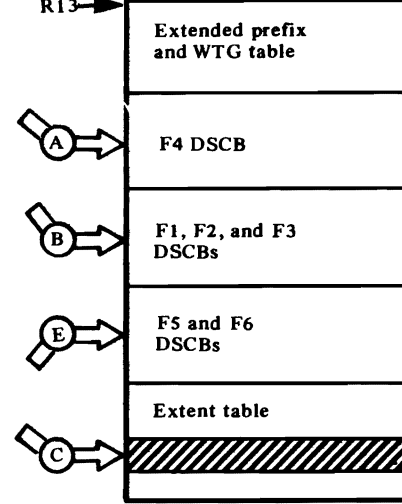 R13
Extended prefix
and WTG table
A
F4 DSCB
B
F1, F2, and F3
DSCBs
E
F5 and F6
DSCBs
Extent table
C